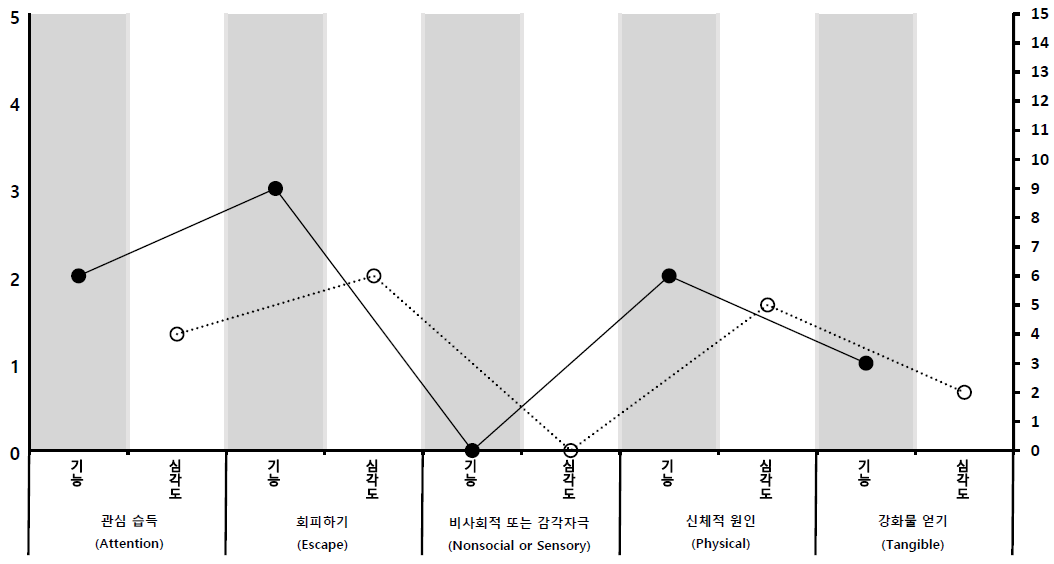 5
4
3
2
1
0
15
14
13
12
11
10
9
8
7
6
5
4
3
2
1
0
기능
심각도
기능
심각도
기능
심각도
기능
심각도
기능
심각도
관심 습득
(Attention)
회피하기
(Escape)
비사회적 또는 감각자극
(Nonsocial or Sensory)
신체적 원인
(Physical)
강화물 얻기
(Tangible)